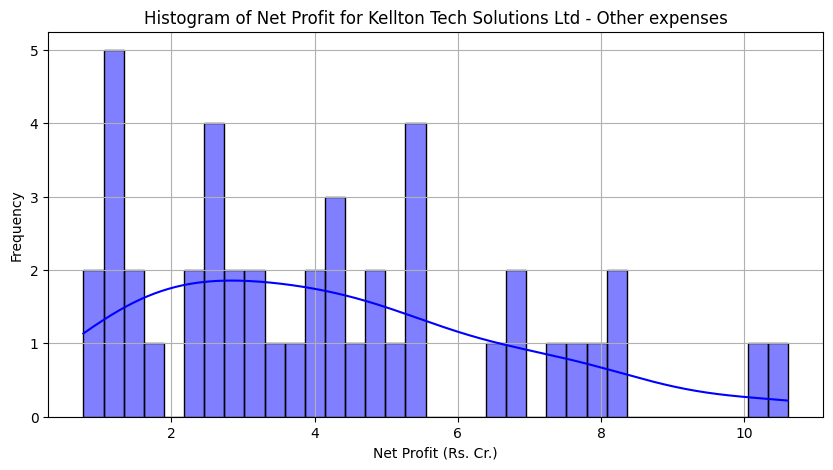 Histogram of Net Profit for Kellton Tech Solutions Ltd - Other expenses
5
4
3
2
1
0
Frequency
2 4 6 8 10
Net Profit (Rs. Cr.)